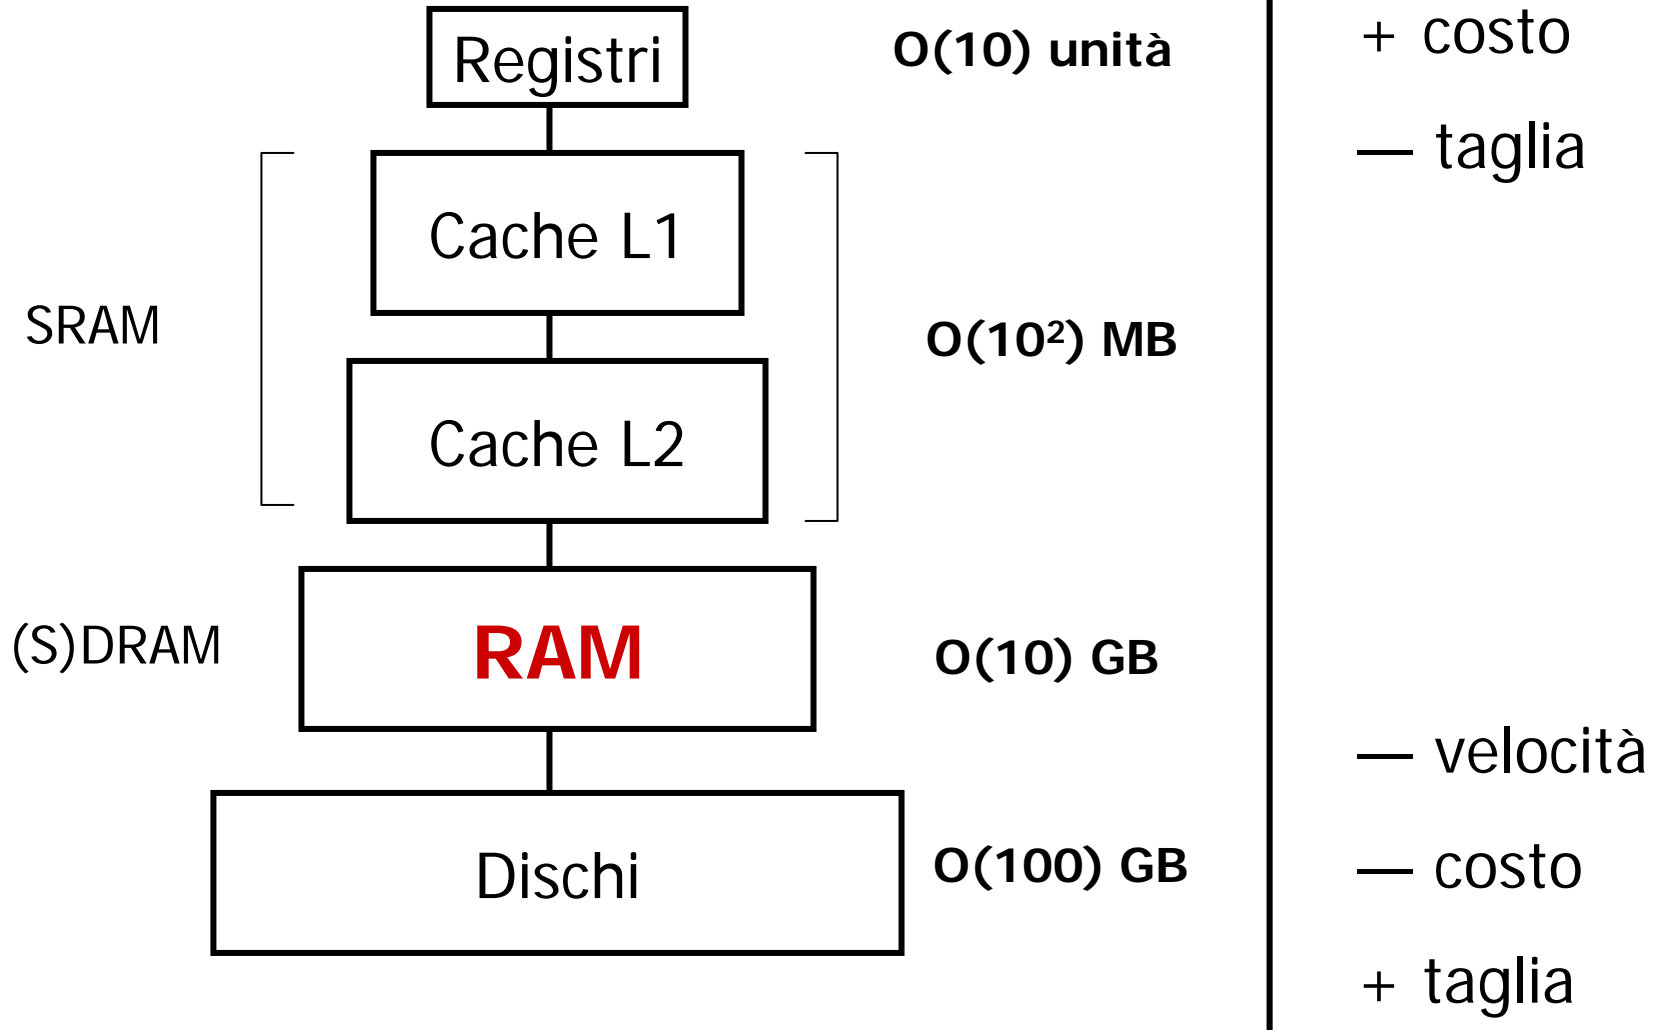 Registri
O(10) unità
+ costo
— taglia
Cache L1
SRAM
O(10²) MB
Cache L2
(S)DRAM
RAM
O(10) GB
— velocità
Dischi
O(100) GB
— costo
+ taglia